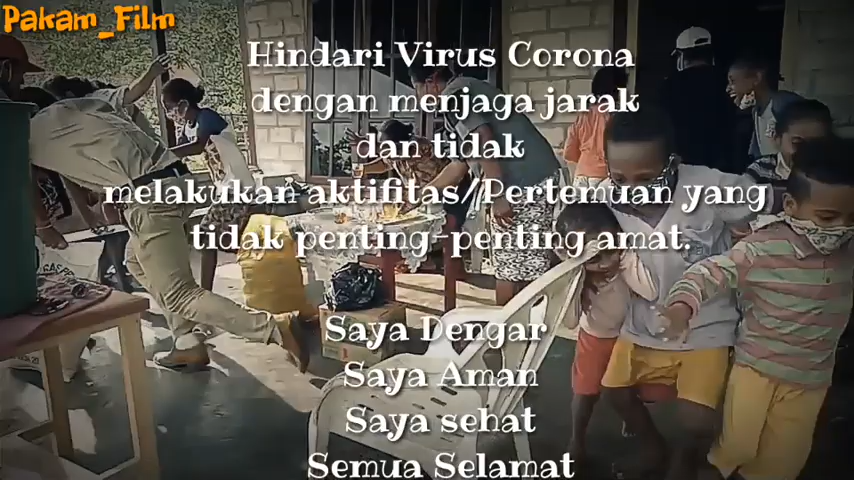 Pakam_Film
Hindari Virus Corona
dengan menjaga jarak
dan tidak
melakukan aktifitas/Pertemuan yang
tidak penting-penting amat.
Saya Dengar
Saya Aman
Saya sehat
Semua Selamat